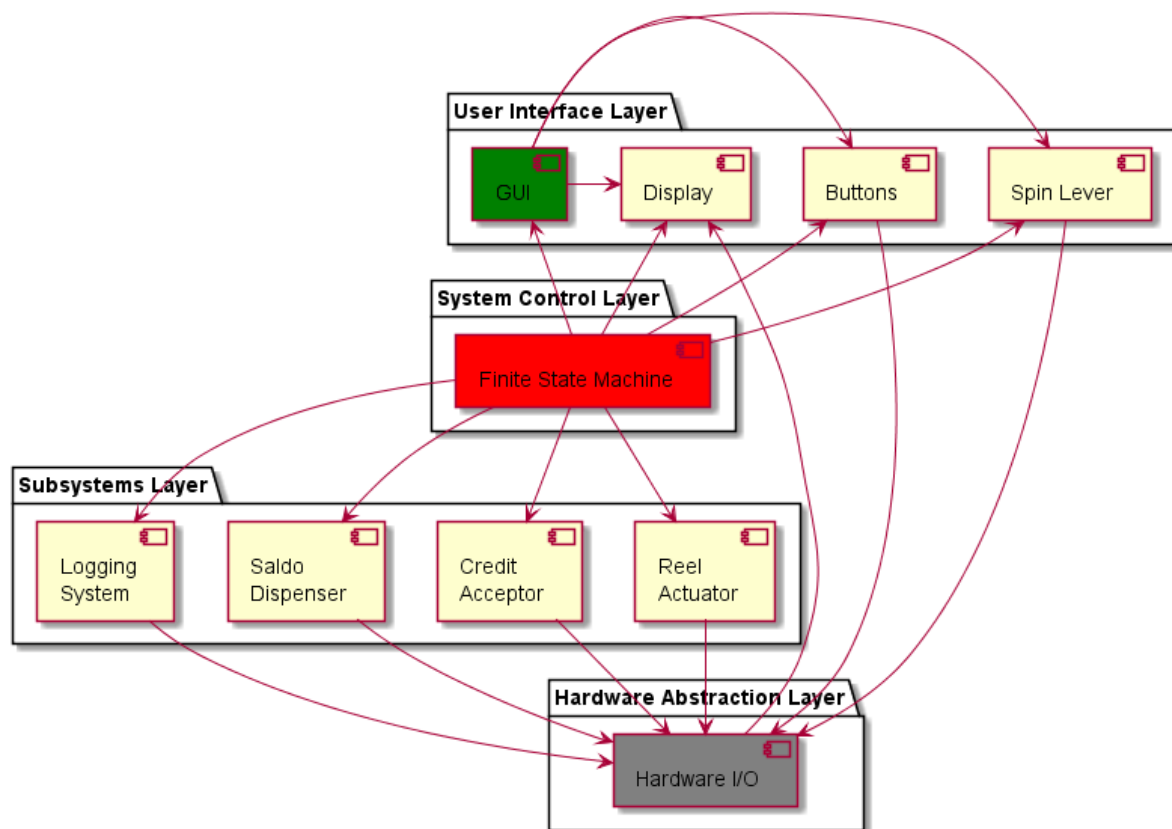 User Interface Layer
GUI
Display
Buttons
Spin Lever
System Control Layer
Finite State Machine
Subsystems Layer
Logging
System
Saldo
Dispenser
Credit
Acceptor
Reel
Actuator
Hardware Abstraction Layer
Hardware I/O